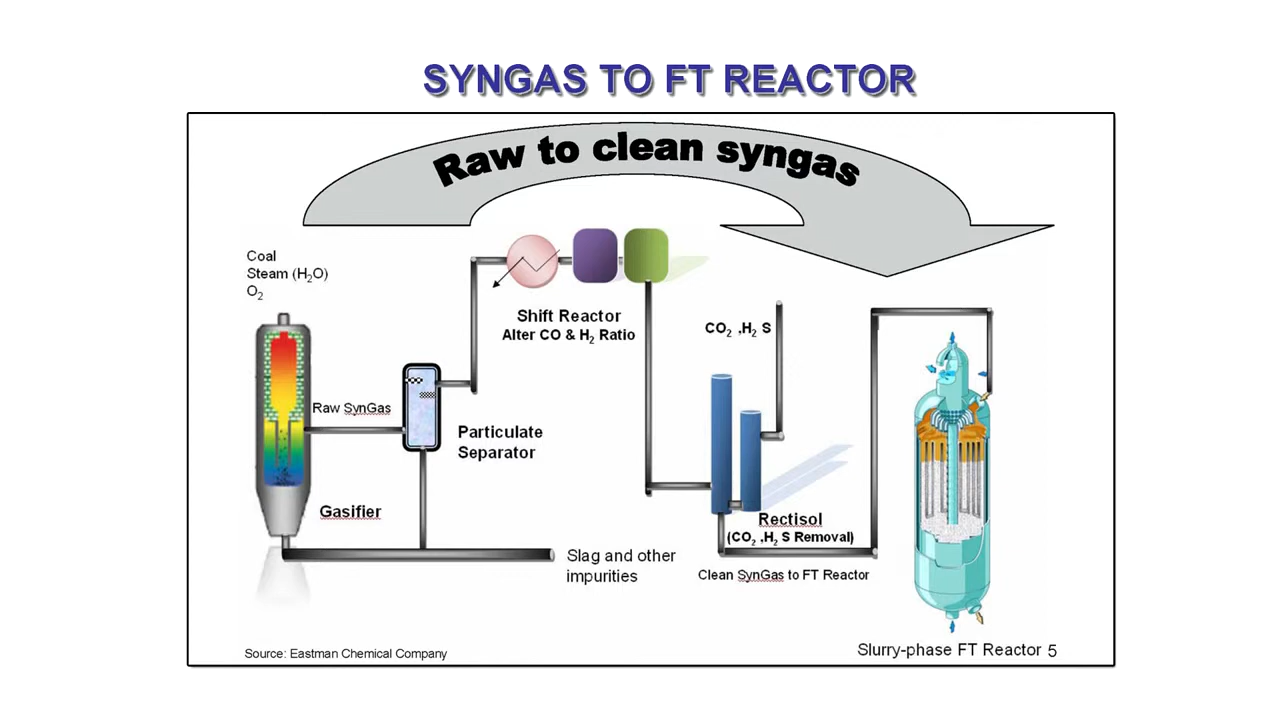 SYNGAS TO FT REACTOR
Raw to clean syngas
Coal
Steam (H₂O)
O₂
Shift Reactor
Alter CO & H₂ Ratio
CO₂ ,H₂ S
Raw SynGas
Particulate
Separator
Gasifier
Rectisol
(CO₂ ,H₂ S Removal)
Slag and other
impurities
Clean SynGas to FT Reactor
Source: Eastman Chemical Company
Slurry-phase FT Reactor 5